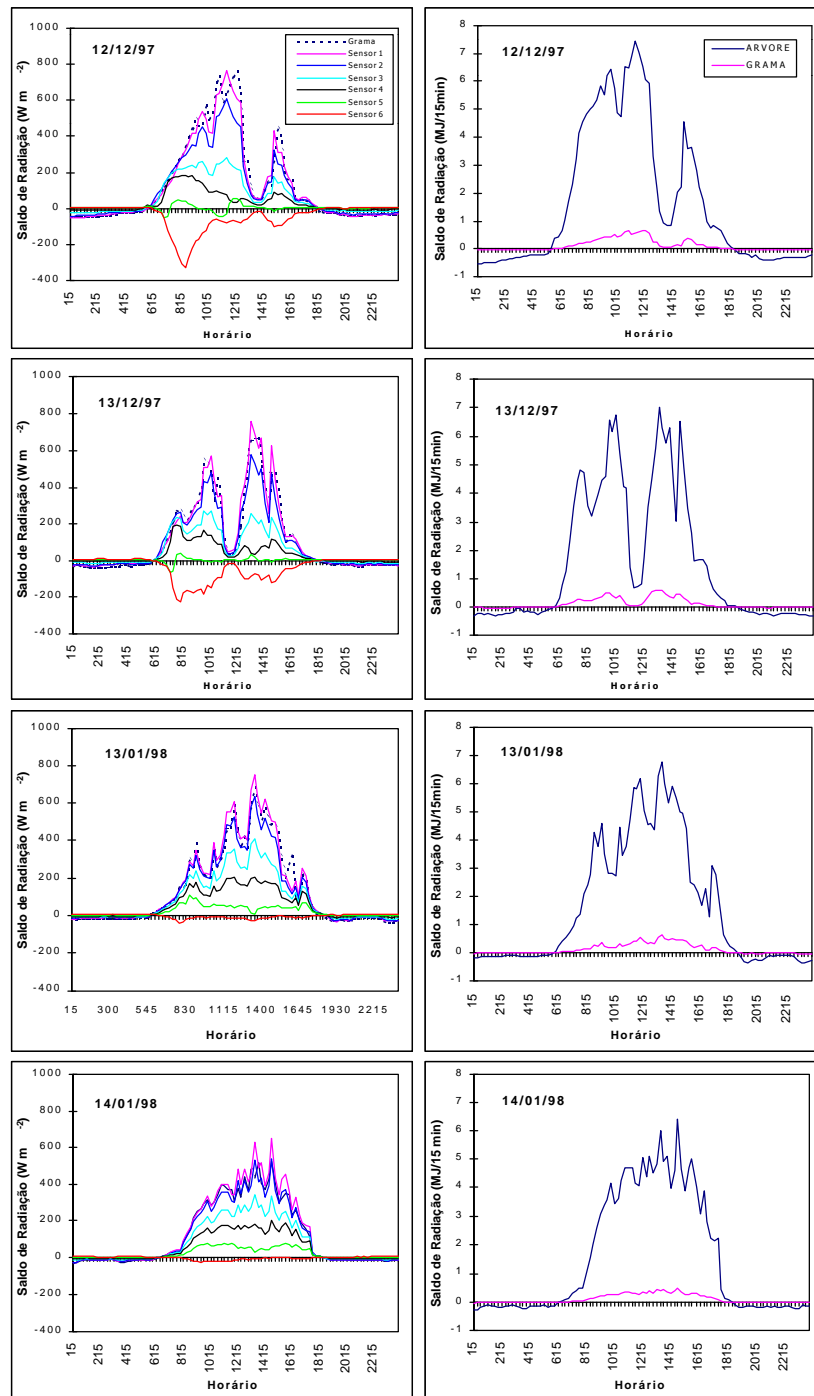 12/12/97
Grama
Sensor 1
Sensor 2
Sensor 3
Sensor 4
Sensor 5
Sensor 6
Saldo de Radiação (W m -2)
1000
800
600
400
200
0
-200
-400
15 215 415 615 815 1015 1215 1415 1615 1815 2015 2215
Horário
12/12/97
ARVORE
GRAMA
Saldo de Radiação (MJ/15min)
8
7
6
5
4
3
2
1
0
-1
15 215 415 615 815 1015 1215 1415 1615 1815 2015 2215
Horário
13/12/97
Saldo de Radiação (W m -2)
1000
800
600
400
200
0
-200
-400
15 215 415 615 815 1015 1215 1415 1615 1815 2015 2215
Horário
13/12/97
Saldo de Radiação (MJ/15min)
8
7
6
5
4
3
2
1
0
-1
15 215 415 615 815 1015 1215 1415 1615 1815 2015 2215
Horário
13/01/98
Saldo de Radiação (W m -2)
1000
800
600
400
200
0
-200
-400
15 300 545 830 1115 1400 1645 1930 2215
Horário
13/01/98
Saldo de Radiação (MJ/15min)
8
7
6
5
4
3
2
1
0
-1
15 215 415 615 815 1015 1215 1415 1615 1815 2015 2215
Horário
14/01/98
Saldo de Radiação (W m -2)
1000
800
600
400
200
0
-200
-400
15 215 415 615 815 1015 1215 1415 1615 1815 2015 2215
Horário
14/01/98
Saldo de Radiação (MJ/15 min)
8
7
6
5
4
3
2
1
0
-1
15 215 415 615 815 1015 1215 1415 1615 1815 2015 2215
Horário